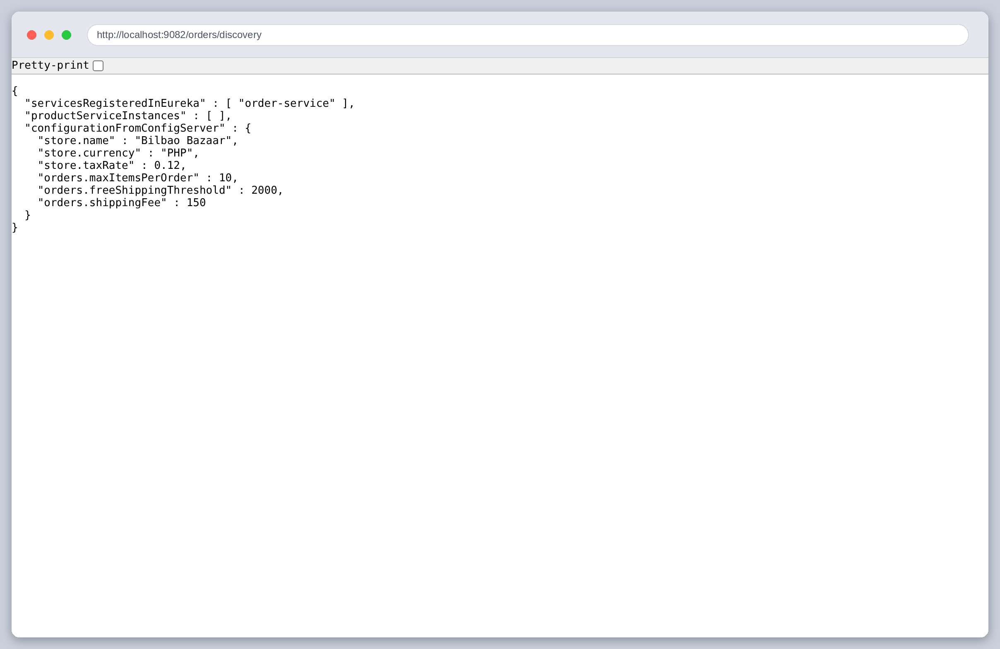 http://localhost:9082/orders/discovery
Pretty-print
{
  "servicesRegisteredInEureka" : [ "order-service" ],
  "productServiceInstances" : [ ],
  "configurationFromConfigServer" : {
    "store.name" : "Bilbao Bazaar",
    "store.currency" : "PHP",
    "store.taxRate" : 0.12,
    "orders.maxItemsPerOrder" : 10,
    "orders.freeShippingThreshold" : 2000,
    "orders.shippingFee" : 150
  }
}